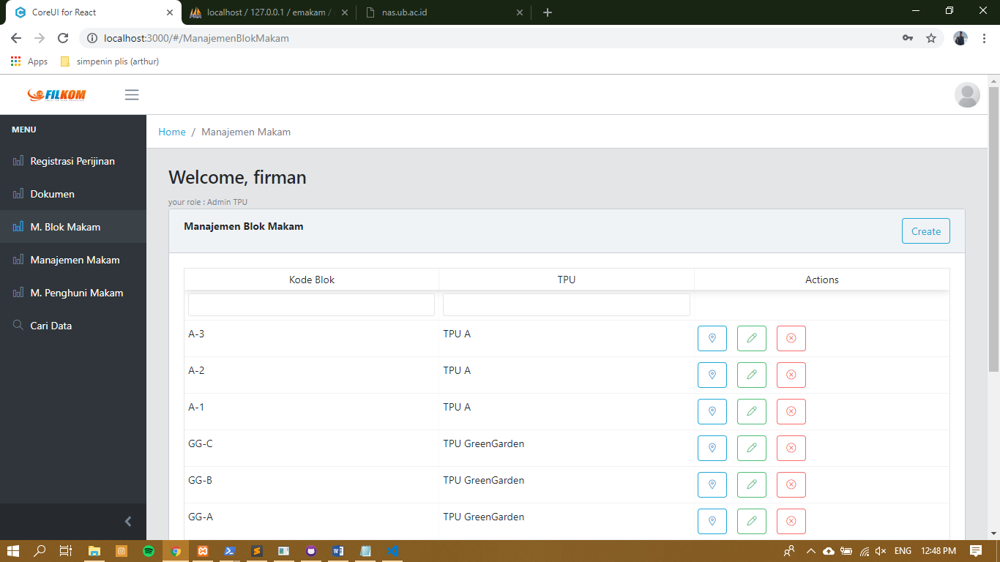 CoreUI for React
localhost / 127.0.0.1 / emakam /
nas.ub.ac.id
localhost:3000/#/ManajemenBlokMakam
Apps
simpenin plis (arthur)
FILKOM
MENU
Registrasi Perijinan
Dokumen
M. Blok Makam
Manajemen Makam
M. Penghuni Makam
Cari Data
Home / Manajemen Makam
Welcome, firman
your role : Admin TPU
Manajemen Blok Makam
Create
Kode Blok TPU Actions
A-3 TPU A
A-2 TPU A
A-1 TPU A
GG-C TPU GreenGarden
GG-B TPU GreenGarden
GG-A TPU GreenGarden
ENG 12:48 PM